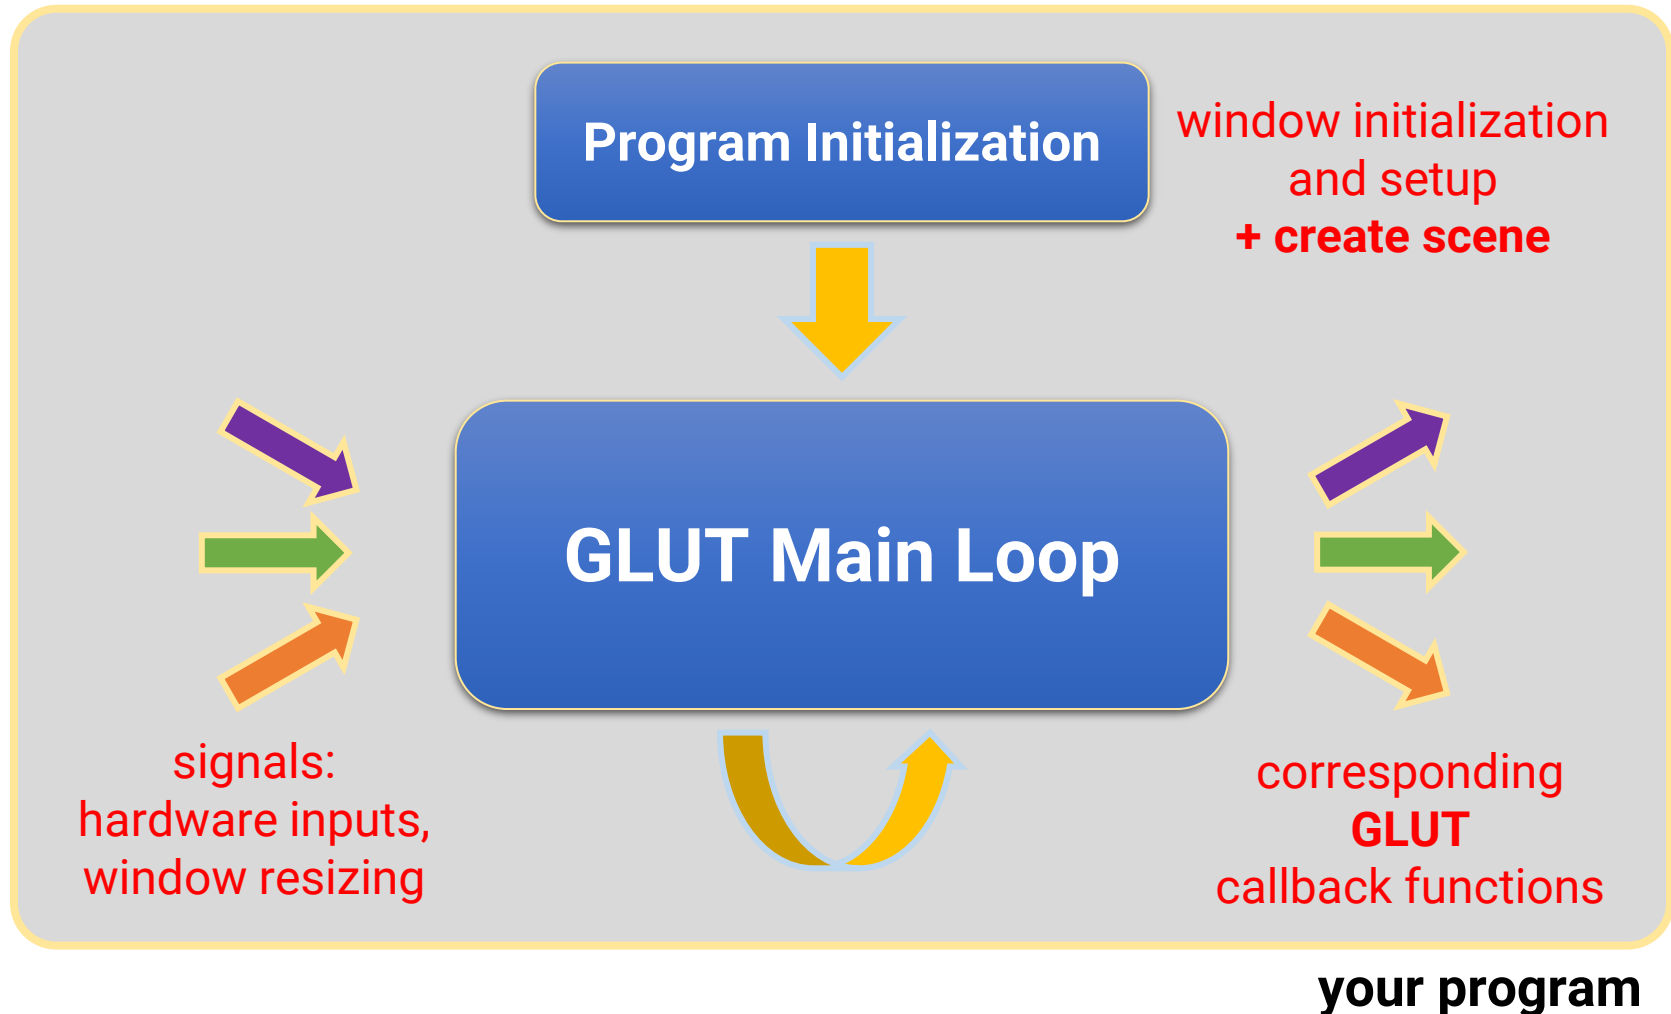 Program Initialization
window initialization
and setup
+ create scene
GLUT Main Loop
signals:
hardware inputs,
window resizing
corresponding
GLUT
callback functions
your program